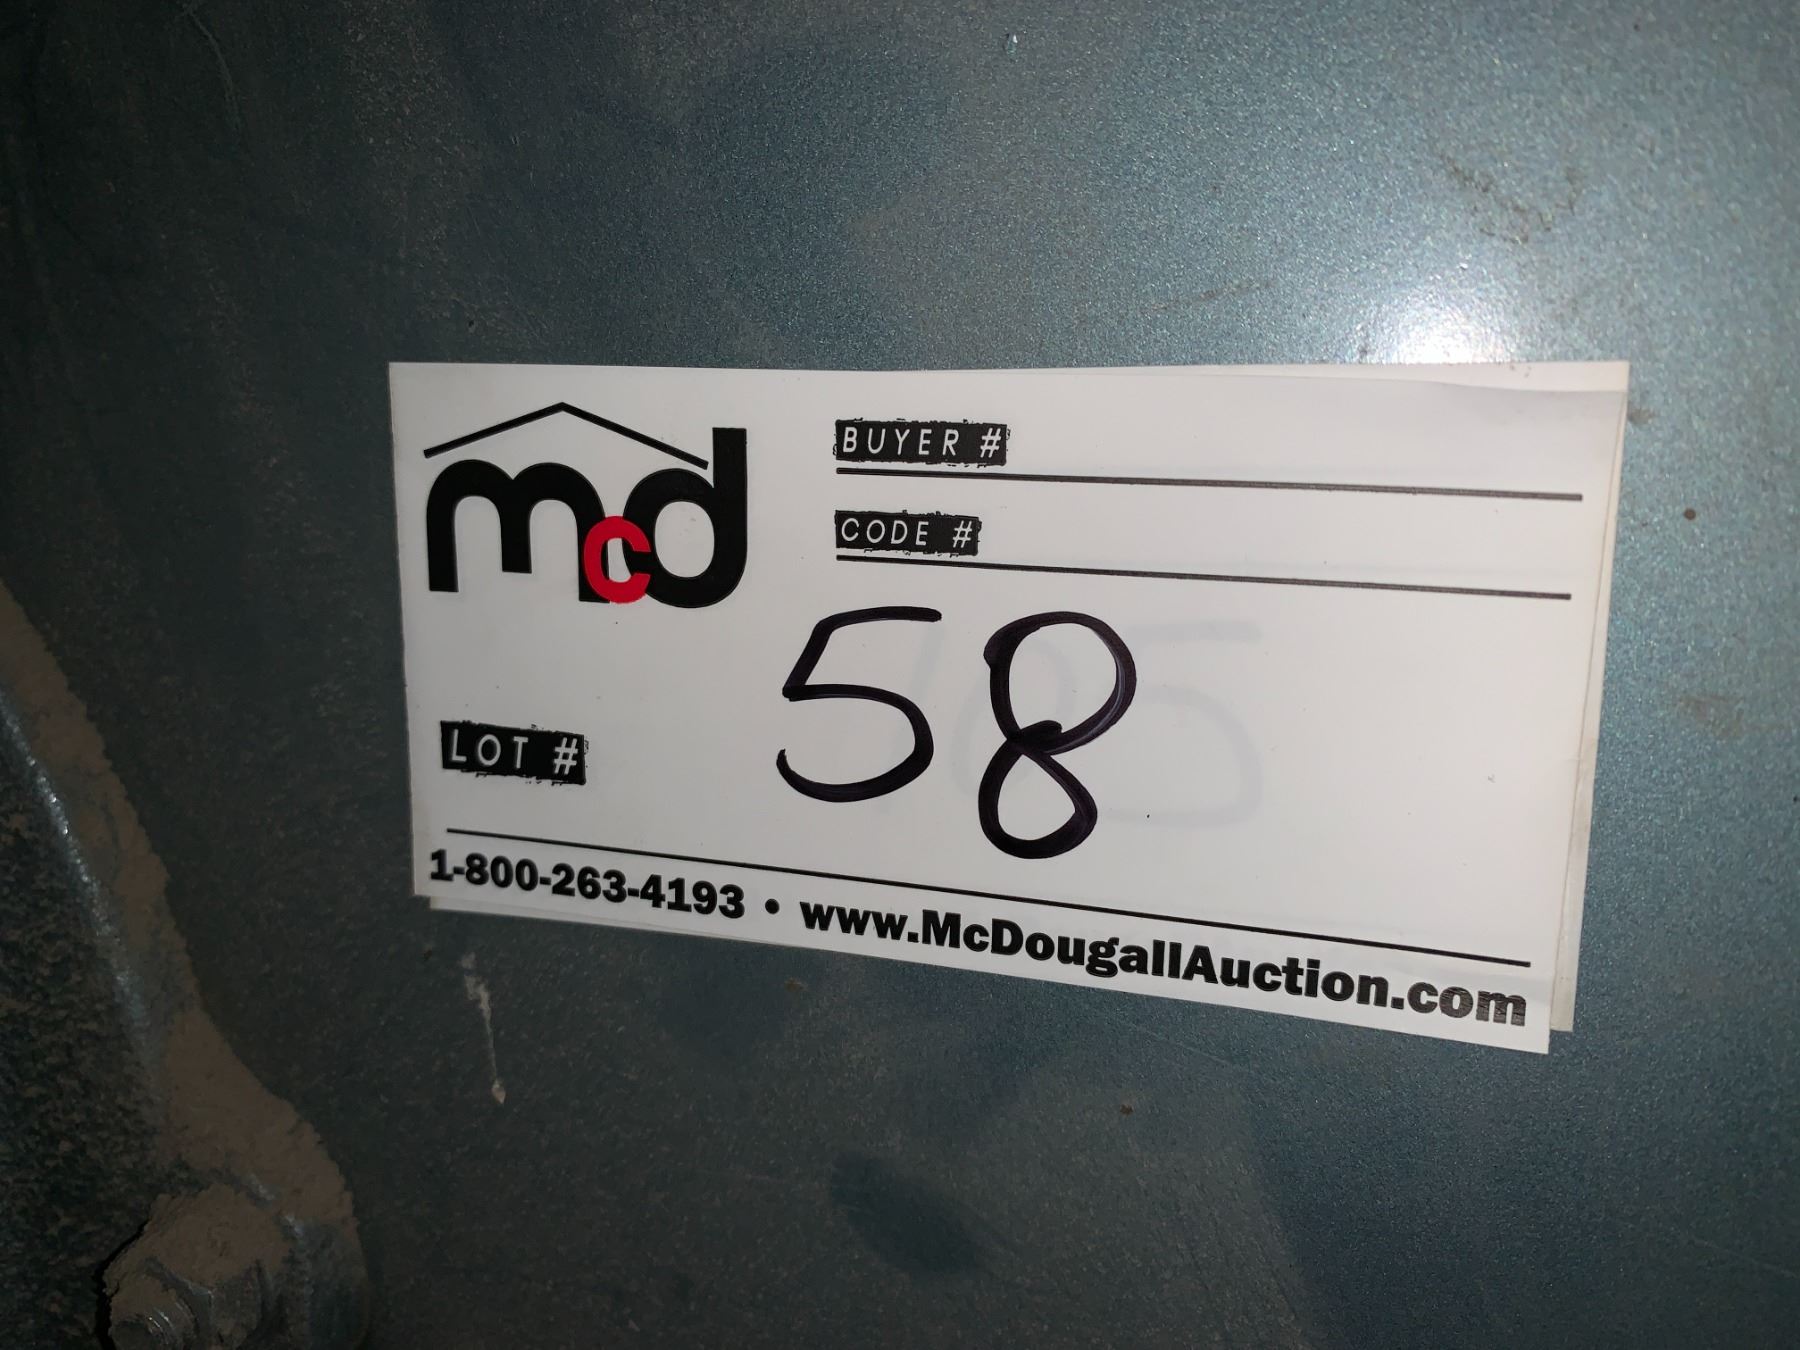 McD
BUYER #
CODE #
LOT # 58
1-800-263-4193 • www.McDougallAuction.com